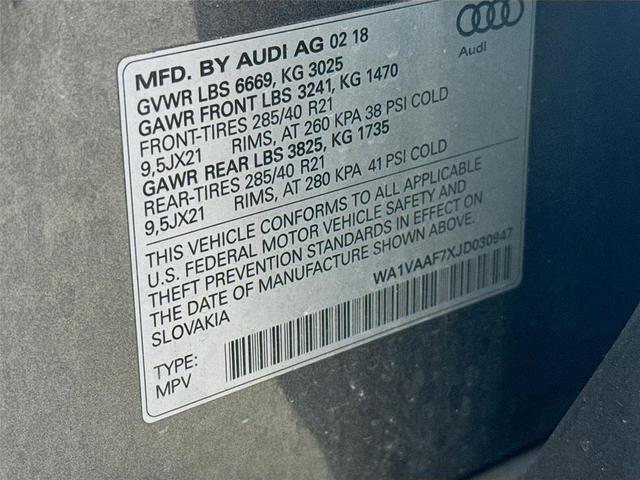 MFD. BY AUDI AG 02 18
Audi
GVWR LBS 6669, KG 3025
GAWR FRONT LBS 3241, KG 1470
FRONT-TIRES 285/40 R21
9,5JX21 RIMS, AT 260 KPA 38 PSI COLD
GAWR REAR LBS 3825, KG 1735
REAR-TIRES 285/40 R21
9,5JX21 RIMS, AT 280 KPA 41 PSI COLD
THIS VEHICLE CONFORMS TO ALL APPLICABLE
U.S. FEDERAL MOTOR VEHICLE SAFETY AND
THEFT PREVENTION STANDARDS IN EFFECT ON
THE DATE OF MANUFACTURE SHOWN ABOVE.
SLOVAKIA
WA1VAAF7XJD030947
TYPE:
MPV